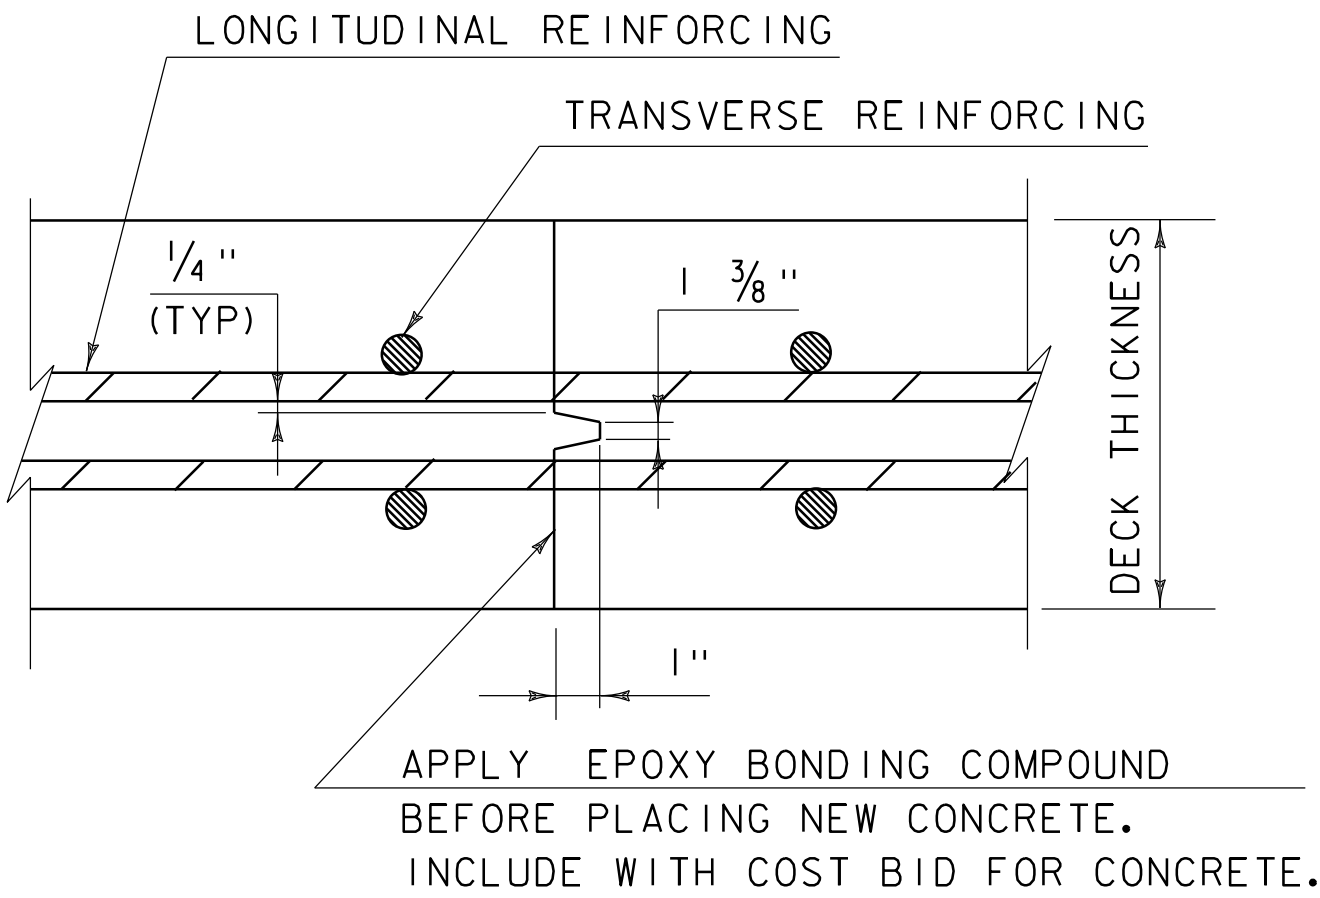 LONGITUDINAL REINFORCING
TRANSVERSE REINFORCING
1/4"
(TYP)
1 3/8"
DECK THICKNESS
1"
APPLY EPOXY BONDING COMPOUND
BEFORE PLACING NEW CONCRETE.
INCLUDE WITH COST BID FOR CONCRETE.